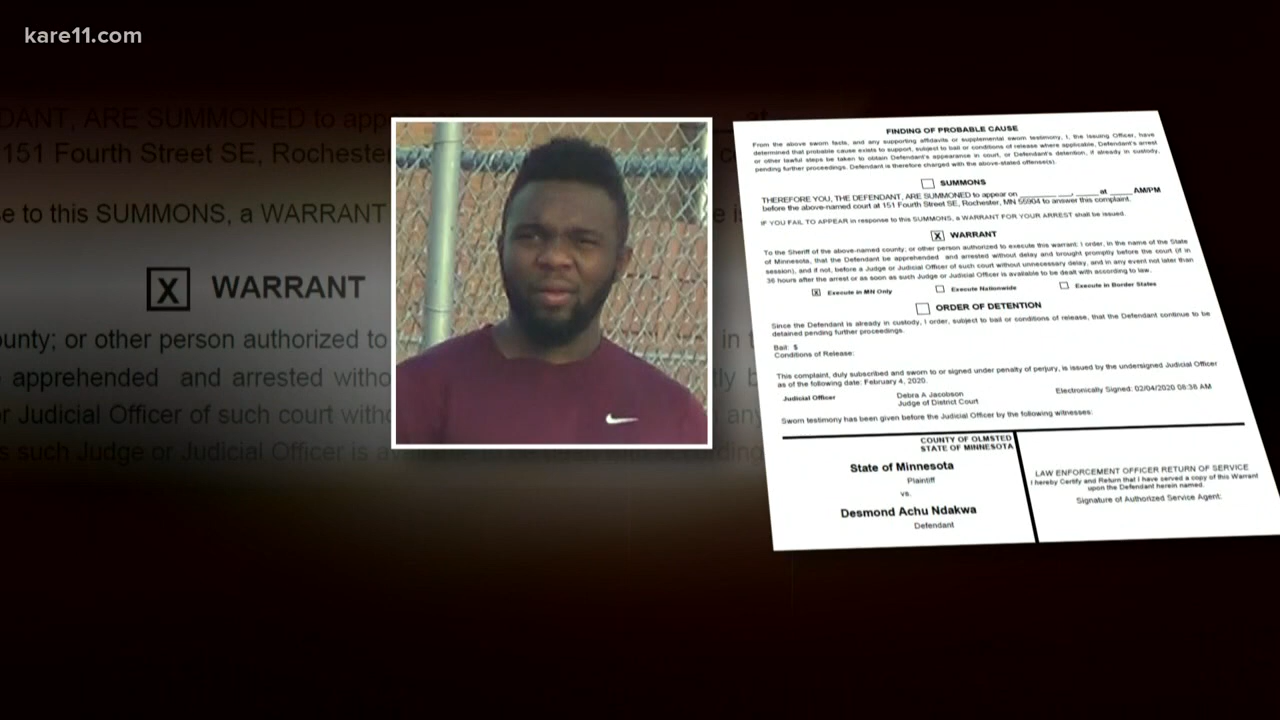 kare11.com
DANT, ARE SUMMONED to app
151 Fourth Street
se to this SUMMONS, a WARRANT
WARRANT
ounty; or other person authorized to
in t
apprehended and arrested witho
or Judicial Officer of such court witho
any
s such Judge or Judicial Officer is
FINDING OF PROBABLE CAUSE
From the above sworn facts, and any supporting affidavits or supplemental sworn testimony, I, the Issuing Officer, have
determined that probable cause exists to support, subject to bail or conditions of release where applicable, Defendant's arrest
or other lawful steps be taken to obtain Defendant's appearance in court, or Defendant's detention, if already in custody,
pending further proceedings. Defendant is therefore charged with the above-stated offense(s).
SUMMONS
THEREFORE YOU, THE DEFENDANT, ARE SUMMONED to appear on ________ ___, _____ at _____ AM/PM
before the above-named court at 151 Fourth Street SE, Rochester, MN 55904 to answer this complaint.
IF YOU FAIL TO APPEAR in response to this SUMMONS, a WARRANT FOR YOUR ARREST shall be issued.
X WARRANT
To the Sheriff of the above-named county; or other person authorized to execute this warrant: I order, in the name of the State
of Minnesota, that the Defendant be apprehended and arrested without delay and brought promptly before the court (if in
session), and if not, before a Judge or Judicial Officer of such court without unnecessary delay, and in any event not later than
36 hours after the arrest or as soon as such Judge or Judicial Officer is available to be dealt with according to law.
X Execute in MN Only Execute Nationwide Execute in Border States
ORDER OF DETENTION
Since the Defendant is already in custody, I order, subject to bail or conditions of release, that the Defendant continue to be
detained pending further proceedings.
Bail: $
Conditions of Release:
This complaint, duly subscribed and sworn to or signed under penalty of perjury, is issued by the undersigned Judicial Officer
as of the following date: February 4, 2020.
Judicial Officer Debra A Jacobson Electronically Signed: 02/04/2020 08:38 AM
Judge of District Court
Sworn testimony has been given before the Judicial Officer by the following witnesses:
COUNTY OF OLMSTED
STATE OF MINNESOTA
State of Minnesota
Plaintiff
vs.
Desmond Achu Ndakwa
Defendant
LAW ENFORCEMENT OFFICER RETURN OF SERVICE
I hereby Certify and Return that I have served a copy of this Warrant
upon the Defendant herein named.
Signature of Authorized Service Agent: